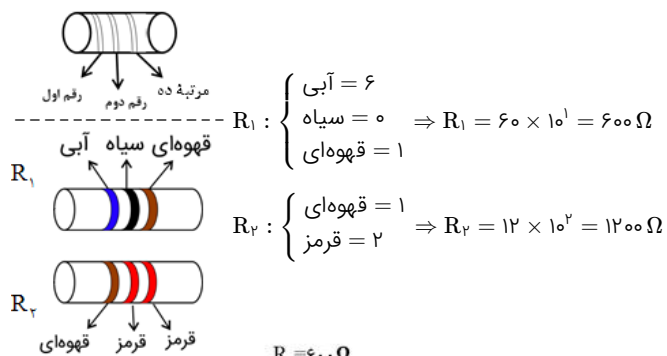 رقم اول رقم دوم مرتبهٔ ده
آبی سیاه قهوه‌ای
R₁
R₁ : { آبی = ۶
سیاه = ۰ ⇒ R₁ = ۶۰ × ۱۰¹ = ۶۰۰ Ω
قهوه‌ای = ۱
R₂ : { قهوه‌ای = ۱
قرمز = ۲ ⇒ R₂ = ۱۲ × ۱۰² = ۱۲۰۰ Ω
R₂
قهوه‌ای قرمز قرمز